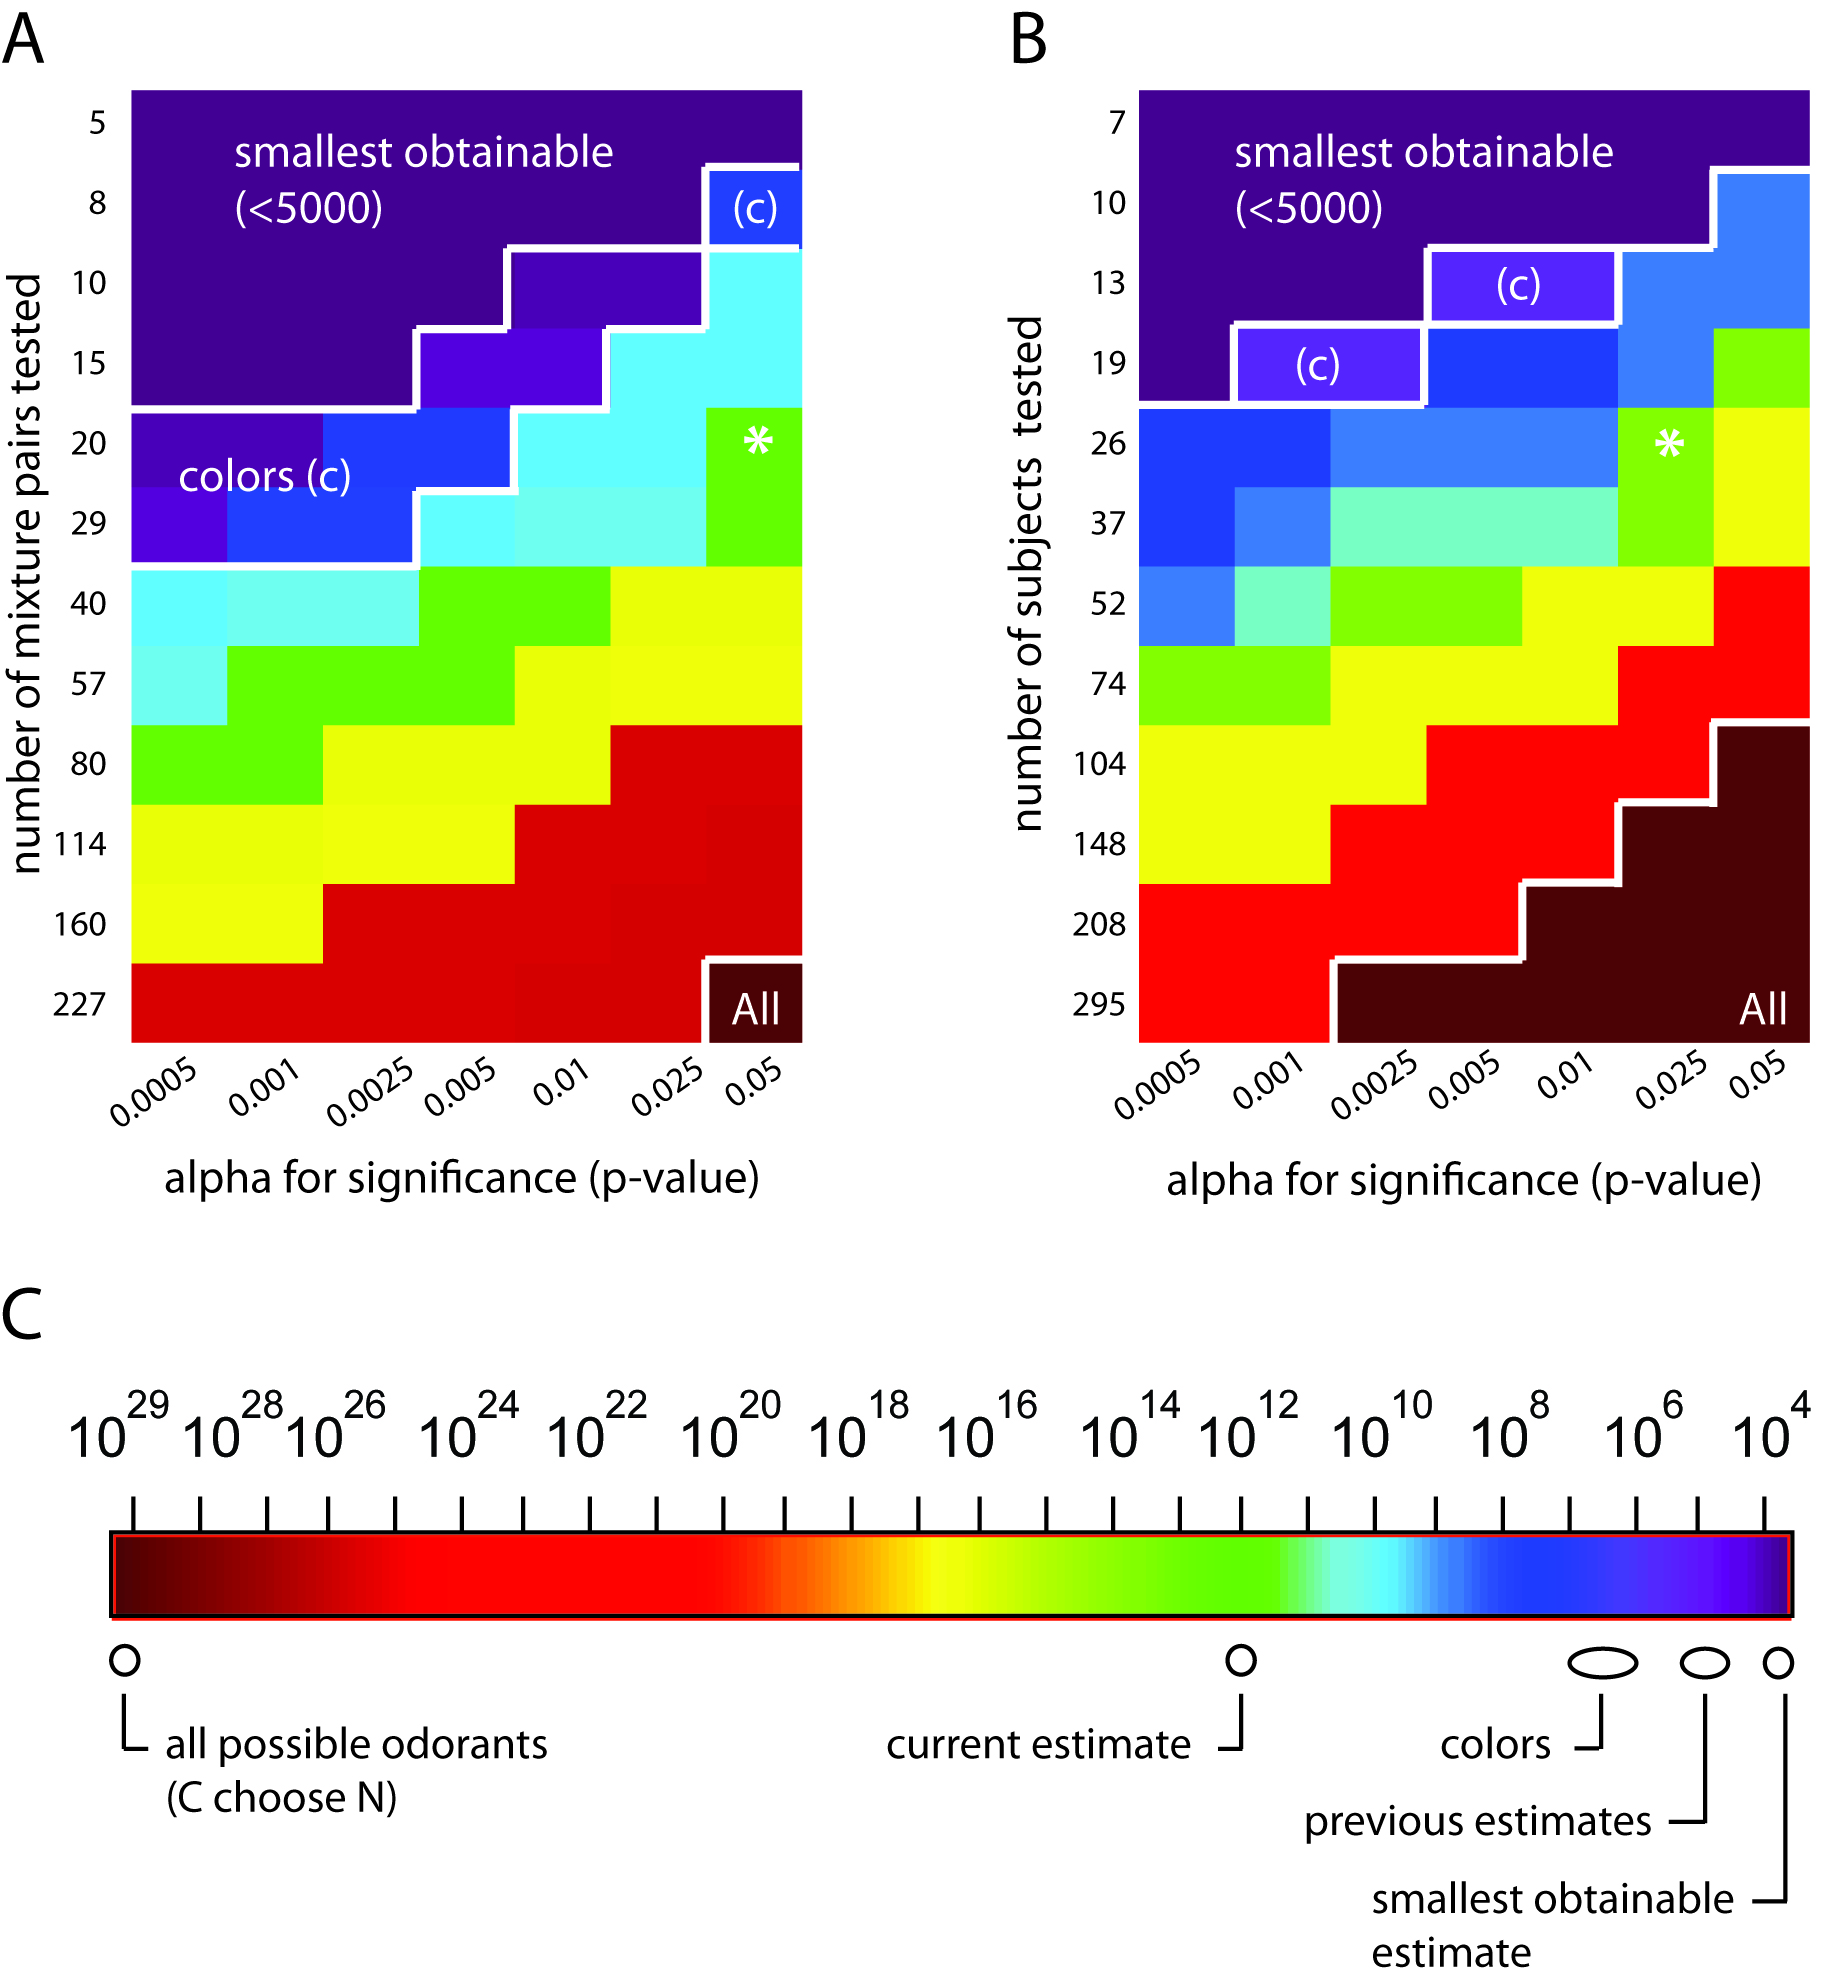 A
B
5
8
10
15
20
29
40
57
80
114
160
227
number of mixture pairs tested
smallest obtainable
(<5000)
(c)
colors (c)
*
All
0.0005
0.001
0.0025
0.005
0.01
0.025
0.05
alpha for significance (p-value)
7
10
13
19
26
37
52
74
104
148
208
295
number of subjects tested
smallest obtainable
(<5000)
(c)
(c)
*
All
0.0005
0.001
0.0025
0.005
0.01
0.025
0.05
alpha for significance (p-value)
C
10^29 10^28 10^26 10^24 10^22 10^20 10^18 10^16 10^14 10^12 10^10 10^8 10^6 10^4
all possible odorants
(C choose N)
current estimate
colors
previous estimates
smallest obtainable
estimate